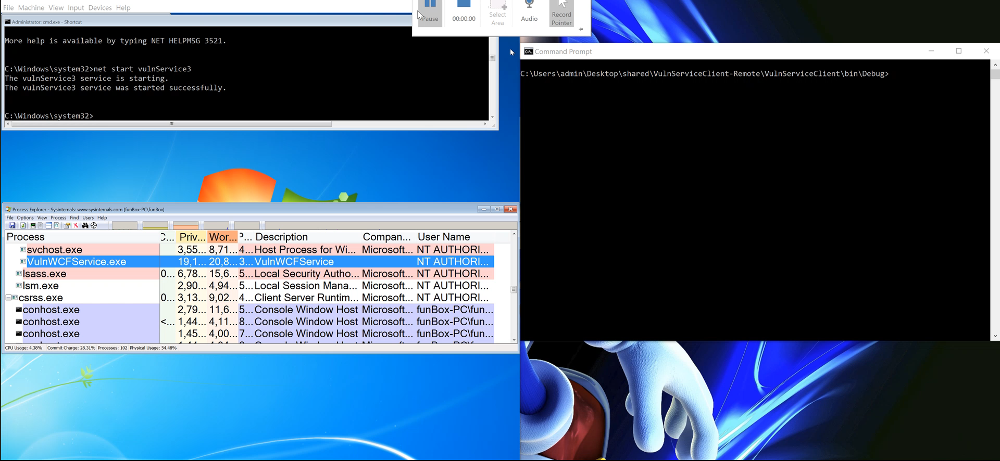 File Machine View Input Devices Help
Pause
00:00:00
Select Area
Audio
Record Pointer
Administrator: cmd.exe - Shortcut
More help is available by typing NET HELPMSG 3521.
C:\Windows\system32>net start vulnService3
The vulnService3 service is starting.
The vulnService3 service was started successfully.
C:\Windows\system32>
Command Prompt
C:\Users\admin\Desktop\shared\VulnServiceClient-Remote\VulnServiceClient\bin\Debug>
Process Explorer - Sysinternals: www.sysinternals.com [funBox-PC\funBox]
File Options View Process Find Users Help
Process C... Priv... Wor... P... Description Compan... User Name
svchost.exe 3,55... 8,71... 4... Host Process for Wi... Microsoft... NT AUTHORI...
VulnWCFService.exe 19,1... 20,8... 3... VulnWCFService NT AUTHORI...
lsass.exe 0... 6,78... 15,6... 5... Local Security Autho... Microsoft... NT AUTHORI...
lsm.exe 2,90... 4,94... 5... Local Session Mana... Microsoft... NT AUTHORI...
csrss.exe 0... 3,13... 9,02... 4... Client Server Runtim... Microsoft... NT AUTHORI...
conhost.exe 2,79... 11,6... 5... Console Window Host Microsoft... funBox-PC\fun...
conhost.exe <... 1,44... 4,11... 8... Console Window Host Microsoft... funBox-PC\fun...
conhost.exe 1,45... 4,00... 7... Console Window Host Microsoft... funBox-PC\fun...
CPU Usage: 4.38% Commit Charge: 28.31% Processes: 102 Physical Usage: 54.48%